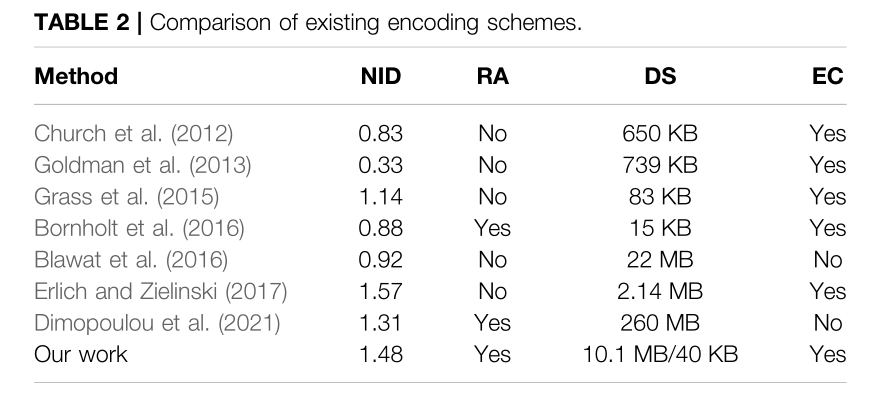 TABLE 2 | Comparison of existing encoding schemes.
Method NID RA DS EC
Church et al. (2012) 0.83 No 650 KB Yes
Goldman et al. (2013) 0.33 No 739 KB Yes
Grass et al. (2015) 1.14 No 83 KB Yes
Bornholt et al. (2016) 0.88 Yes 15 KB Yes
Blawat et al. (2016) 0.92 No 22 MB No
Erlich and Zielinski (2017) 1.57 No 2.14 MB Yes
Dimopoulou et al. (2021) 1.31 Yes 260 MB No
Our work 1.48 Yes 10.1 MB/40 KB Yes